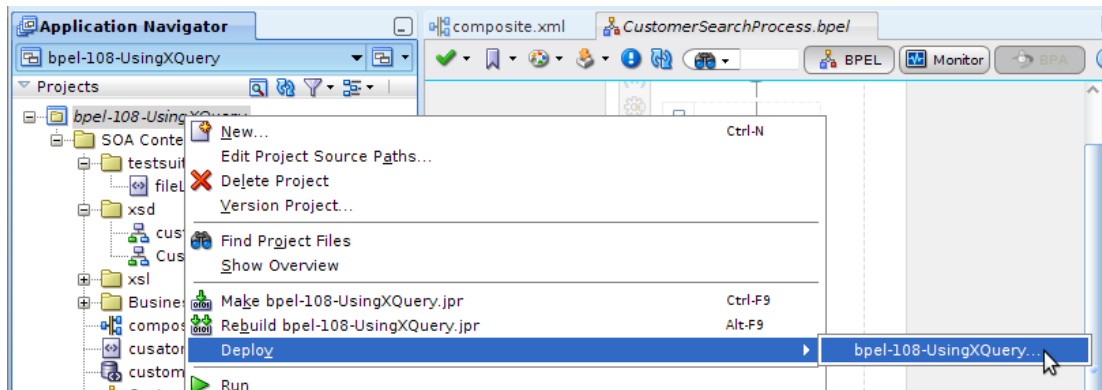 Application Navigator
composite.xml
CustomerSearchProcess.bpel
bpel-108-UsingXQuery
BPEL
Monitor
BPA
Projects
bpel-108-UsingXQuery
SOA Conte
testsuit
fileL
xsd
cus
Cus
xsl
Busines
compos
cusator
custom
New...
Ctrl-N
Edit Project Source Paths...
Delete Project
Version Project...
Find Project Files
Show Overview
Make bpel-108-UsingXQuery.jpr
Ctrl-F9
Rebuild bpel-108-UsingXQuery.jpr
Alt-F9
Deploy
bpel-108-UsingXQuery...
Run